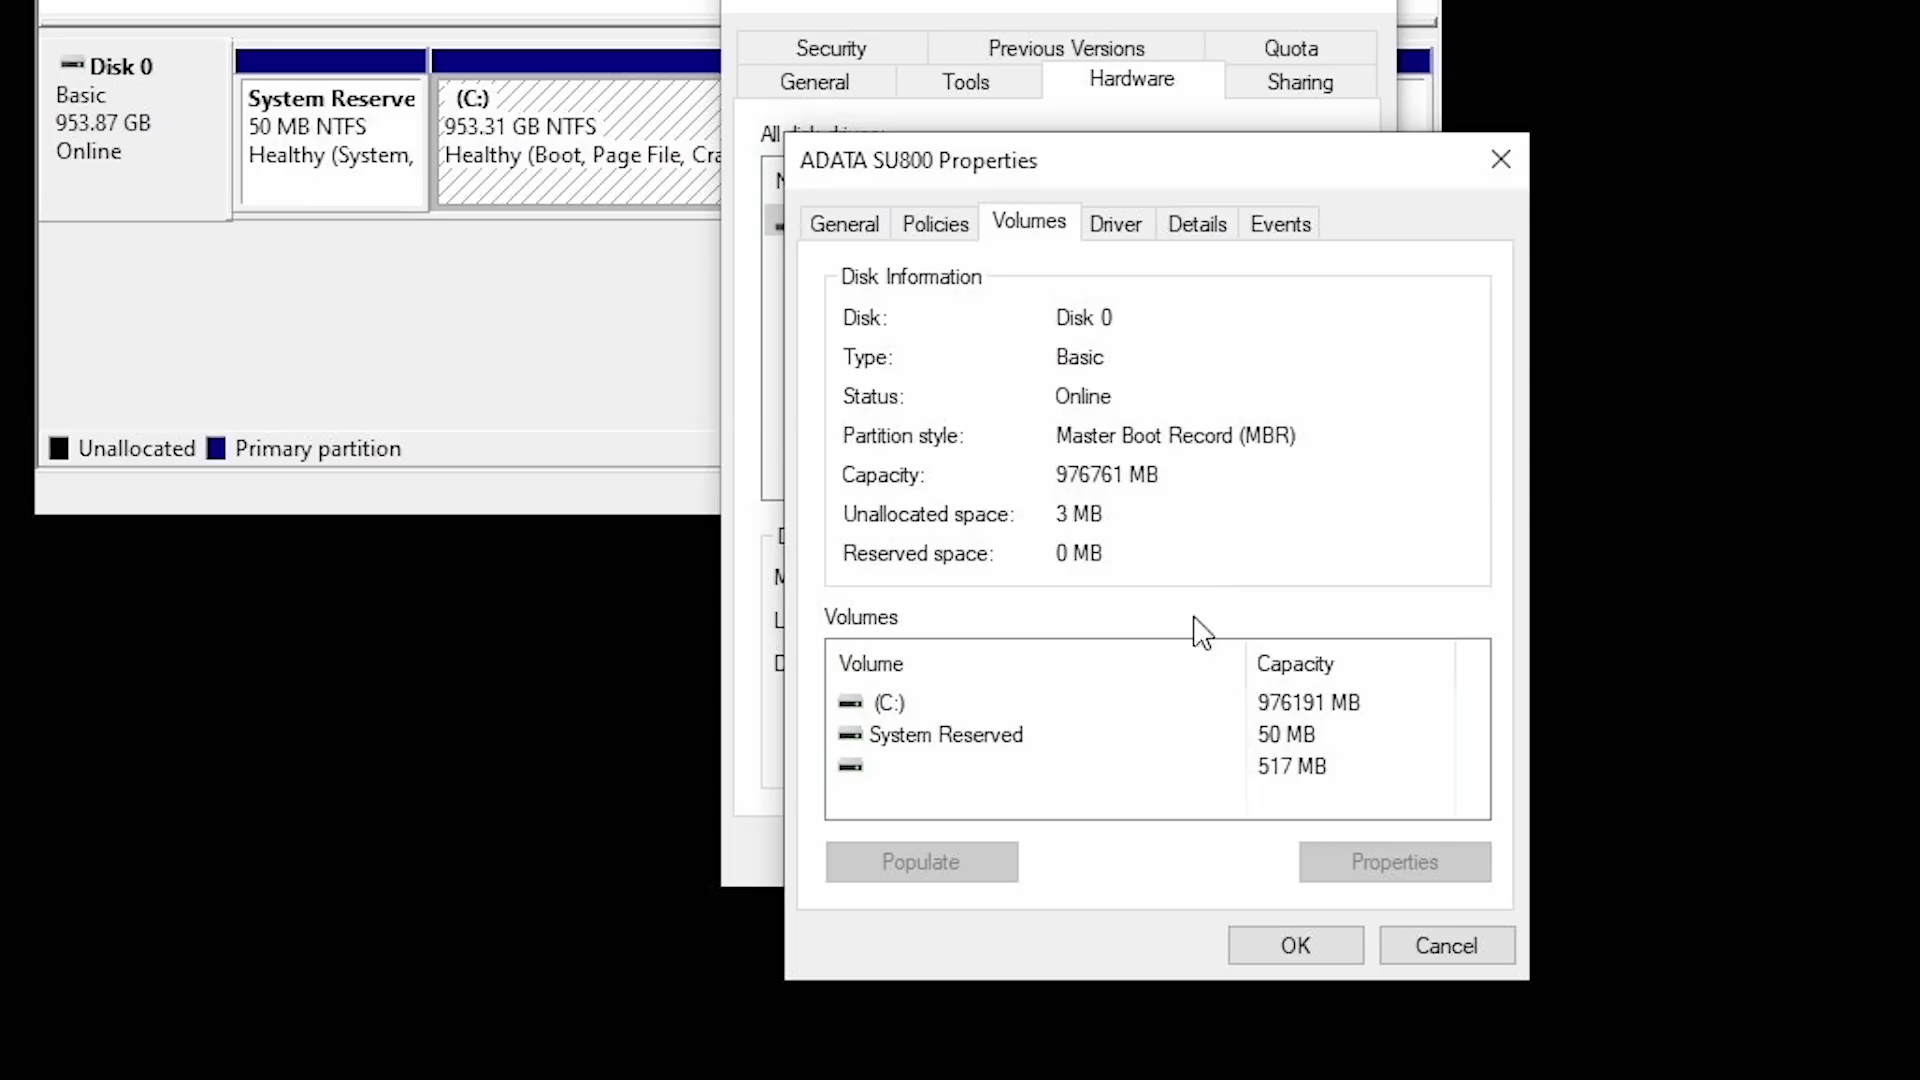 Disk 0
Basic
953.87 GB
Online
System Reserve
50 MB NTFS
Healthy (System,
(C:)
953.31 GB NTFS
Healthy (Boot, Page File, Cra
Unallocated
Primary partition
Security
Previous Versions
Quota
General
Tools
Hardware
Sharing
All disk drives:
ADATA SU800 Properties
General
Policies
Volumes
Driver
Details
Events
Disk Information
Disk: Disk 0
Type: Basic
Status: Online
Partition style: Master Boot Record (MBR)
Capacity: 976761 MB
Unallocated space: 3 MB
Reserved space: 0 MB
Volumes
Volume Capacity
(C:) 976191 MB
System Reserved 50 MB
517 MB
Populate
Properties
OK
Cancel